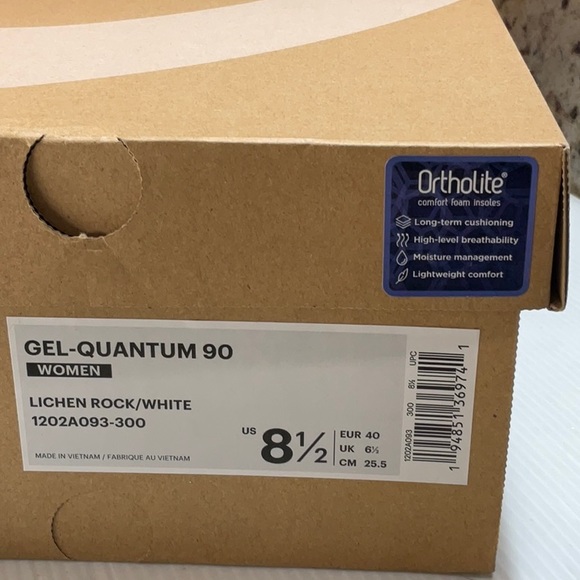 Ortholite®
comfort foam insoles
Long-term cushioning
High-level breathability
Moisture management
Lightweight comfort
GEL-QUANTUM 90
WOMEN
LICHEN ROCK/WHITE
1202A093-300
MADE IN VIETNAM / FABRIQUE AU VIETNAM
US 8½
EUR 40
UK 6½
CM 25.5
1202A093 300 8½ UPC
1 94851 36974 1